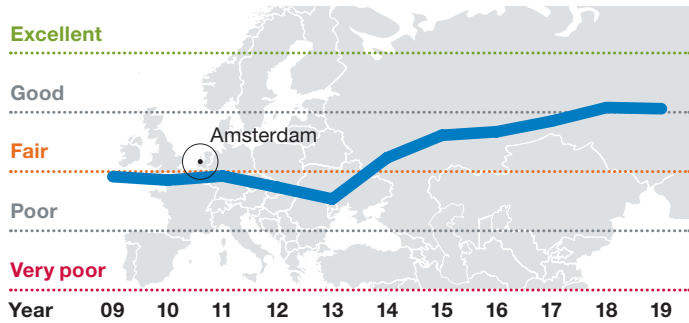 Excellent
Good
Amsterdam
Fair
Poor
Very poor
Year 09 10 11 12 13 14 15 16 17 18 19